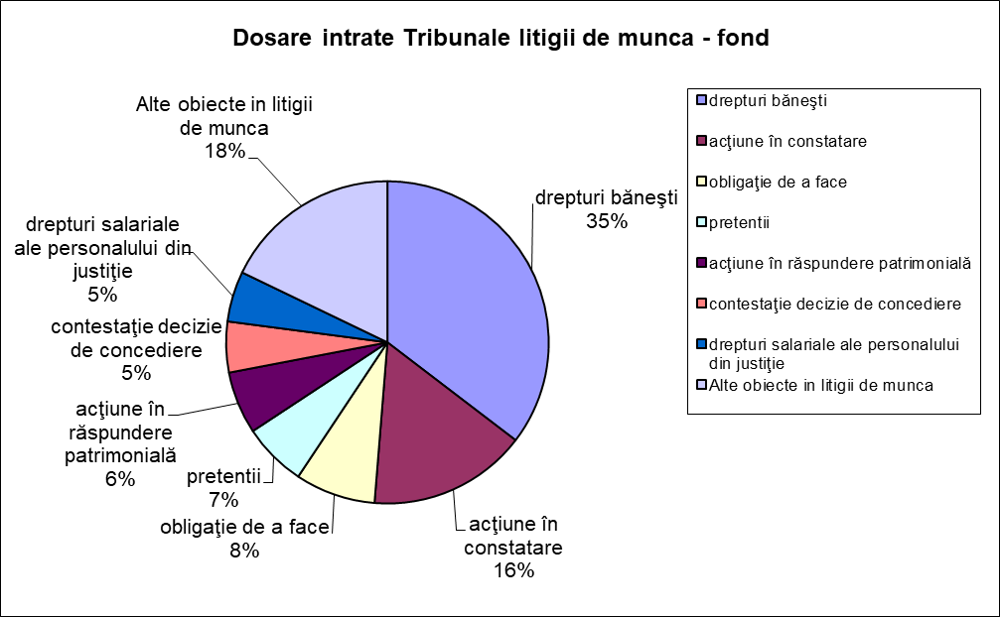 Dosare intrate Tribunale litigii de munca - fond
Alte obiecte in litigii
de munca
18%
drepturi băneşti
35%
drepturi salariale
ale personalului din
justiţie
5%
contestaţie decizie
de concediere
5%
acţiune în
răspundere
patrimonială
6%
pretentii
7%
obligaţie de a face
8%
acţiune în
constatare
16%
drepturi băneşti
acţiune în constatare
obligaţie de a face
pretentii
acţiune în răspundere patrimonială
contestaţie decizie de concediere
drepturi salariale ale personalului
din justiţie
Alte obiecte in litigii de munca